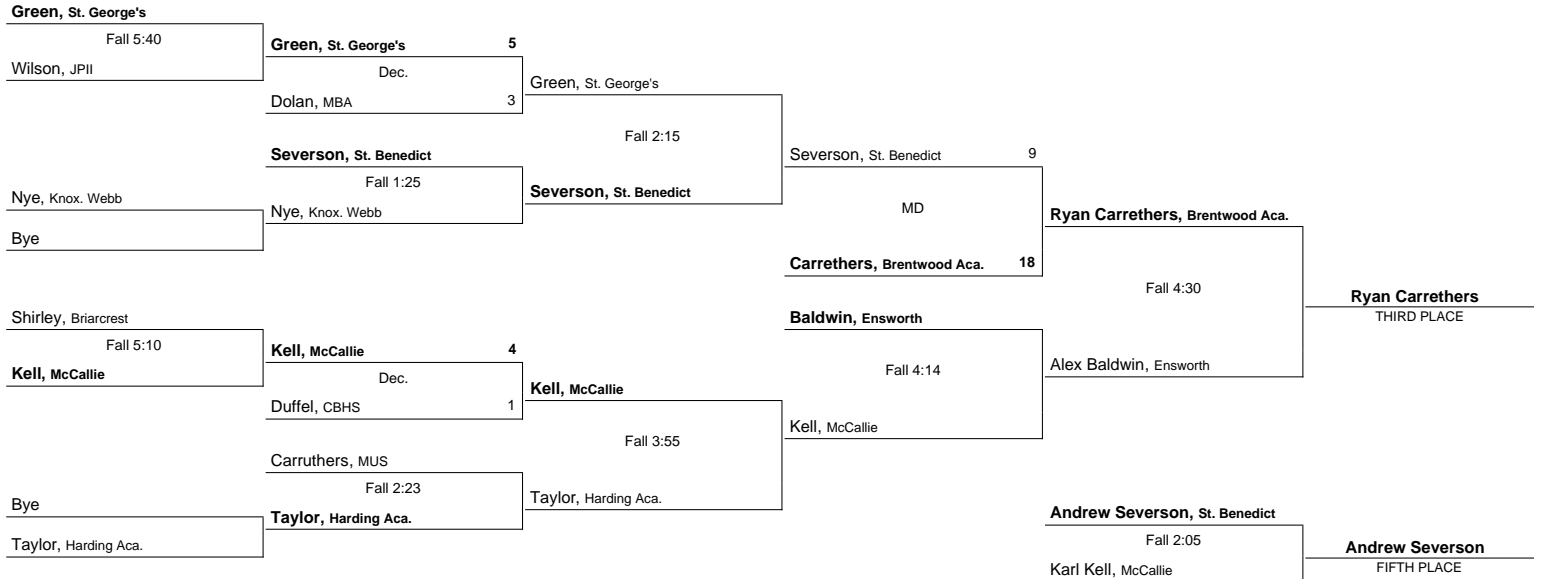 Green, St. George's
Fall 5:40
Wilson, JPII
Nye, Knox. Webb
Bye
Shirley, Briarcrest
Fall 5:10
Kell, McCallie
Bye
Taylor, Harding Aca.
Green, St. George's 5
Dec.
Dolan, MBA 3
Severson, St. Benedict
Fall 1:25
Nye, Knox. Webb
Kell, McCallie 4
Dec.
Duffel, CBHS 1
Carruthers, MUS
Fall 2:23
Taylor, Harding Aca.
Green, St. George's
Fall 2:15
Severson, St. Benedict
Kell, McCallie
Fall 3:55
Taylor, Harding Aca.
Severson, St. Benedict 9
MD
Carrethers, Brentwood Aca. 18
Baldwin, Ensworth
Fall 4:14
Kell, McCallie
Ryan Carrethers, Brentwood Aca.
Fall 4:30
Alex Baldwin, Ensworth
Ryan Carrethers
THIRD PLACE
Andrew Severson, St. Benedict
Fall 2:05
Karl Kell, McCallie
Andrew Severson
FIFTH PLACE